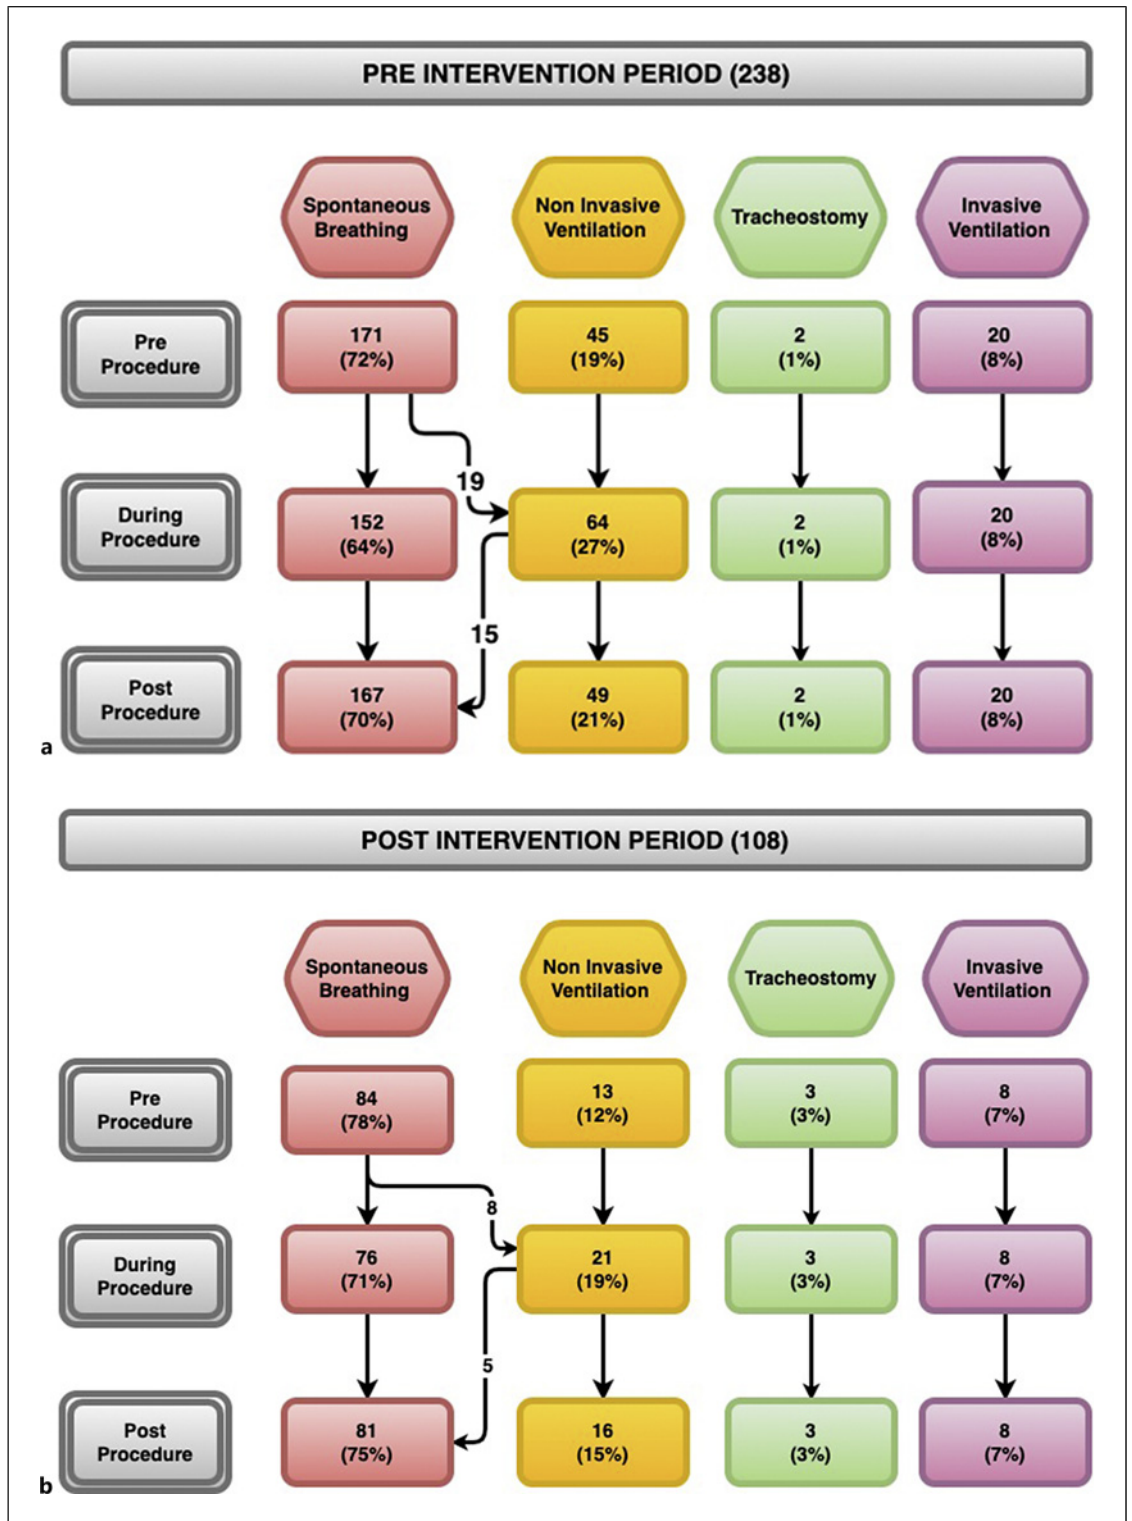 PRE INTERVENTION PERIOD (238)
Spontaneous
Breathing
Non Invasive
Ventilation
Tracheostomy
Invasive
Ventilation
Pre
Procedure
171
(72%)
45
(19%)
2
(1%)
20
(8%)
19
During
Procedure
152
(64%)
64
(27%)
2
(1%)
20
(8%)
15
Post
Procedure
167
(70%)
49
(21%)
2
(1%)
20
(8%)
a
POST INTERVENTION PERIOD (108)
Spontaneous
Breathing
Non Invasive
Ventilation
Tracheostomy
Invasive
Ventilation
Pre
Procedure
84
(78%)
13
(12%)
3
(3%)
8
(7%)
8
During
Procedure
76
(71%)
21
(19%)
3
(3%)
8
(7%)
5
Post
Procedure
81
(75%)
16
(15%)
3
(3%)
8
(7%)
b